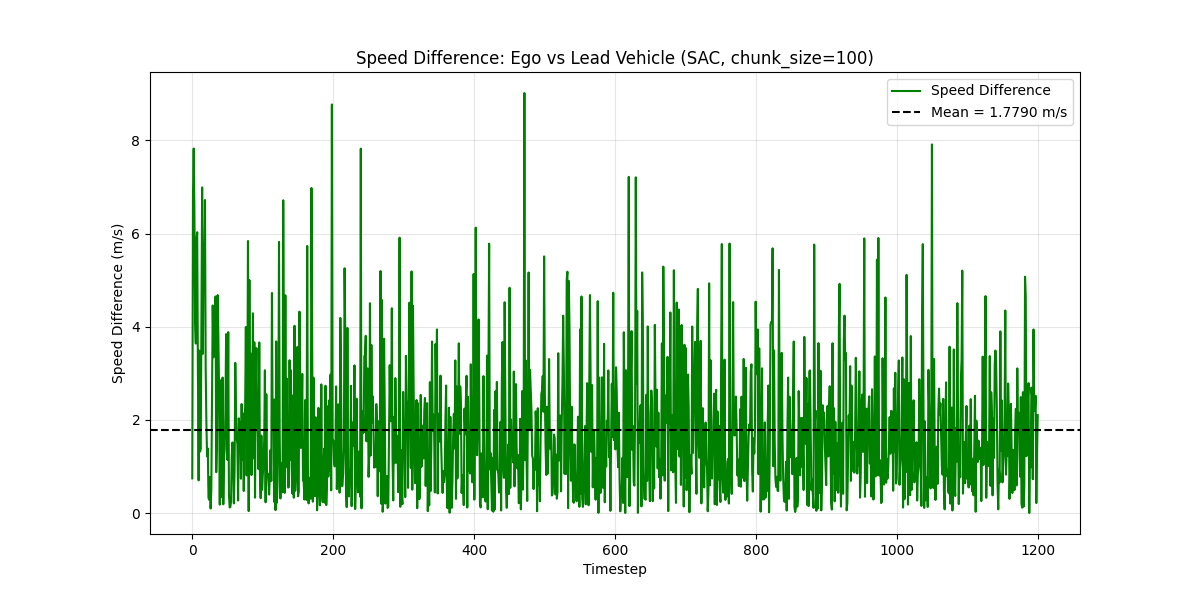 Speed Difference: Ego vs Lead Vehicle (SAC, chunk_size=100)
Speed Difference
Mean = 1.7790 m/s
Speed Difference (m/s)
8
6
4
2
0
0 200 400 600 800 1000 1200
Timestep